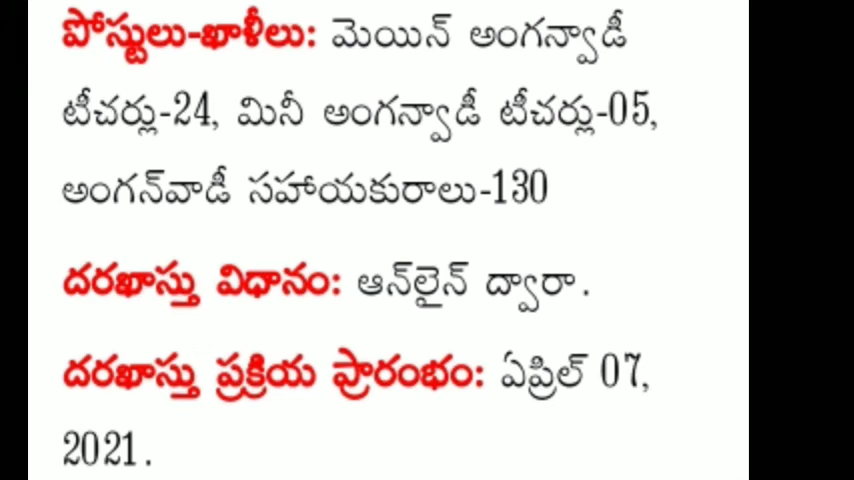 పోస్టులు-ఖాళీలు: మెయిన్ అంగన్వాడీ
టీచర్లు-24, మినీ అంగన్వాడీ టీచర్లు-05,
అంగన్‌వాడీ సహాయకురాలు-130
దరఖాస్తు విధానం: ఆన్‌లైన్ ద్వారా.
దరఖాస్తు ప్రక్రియ ప్రారంభం: ఏప్రిల్ 07,
2021.